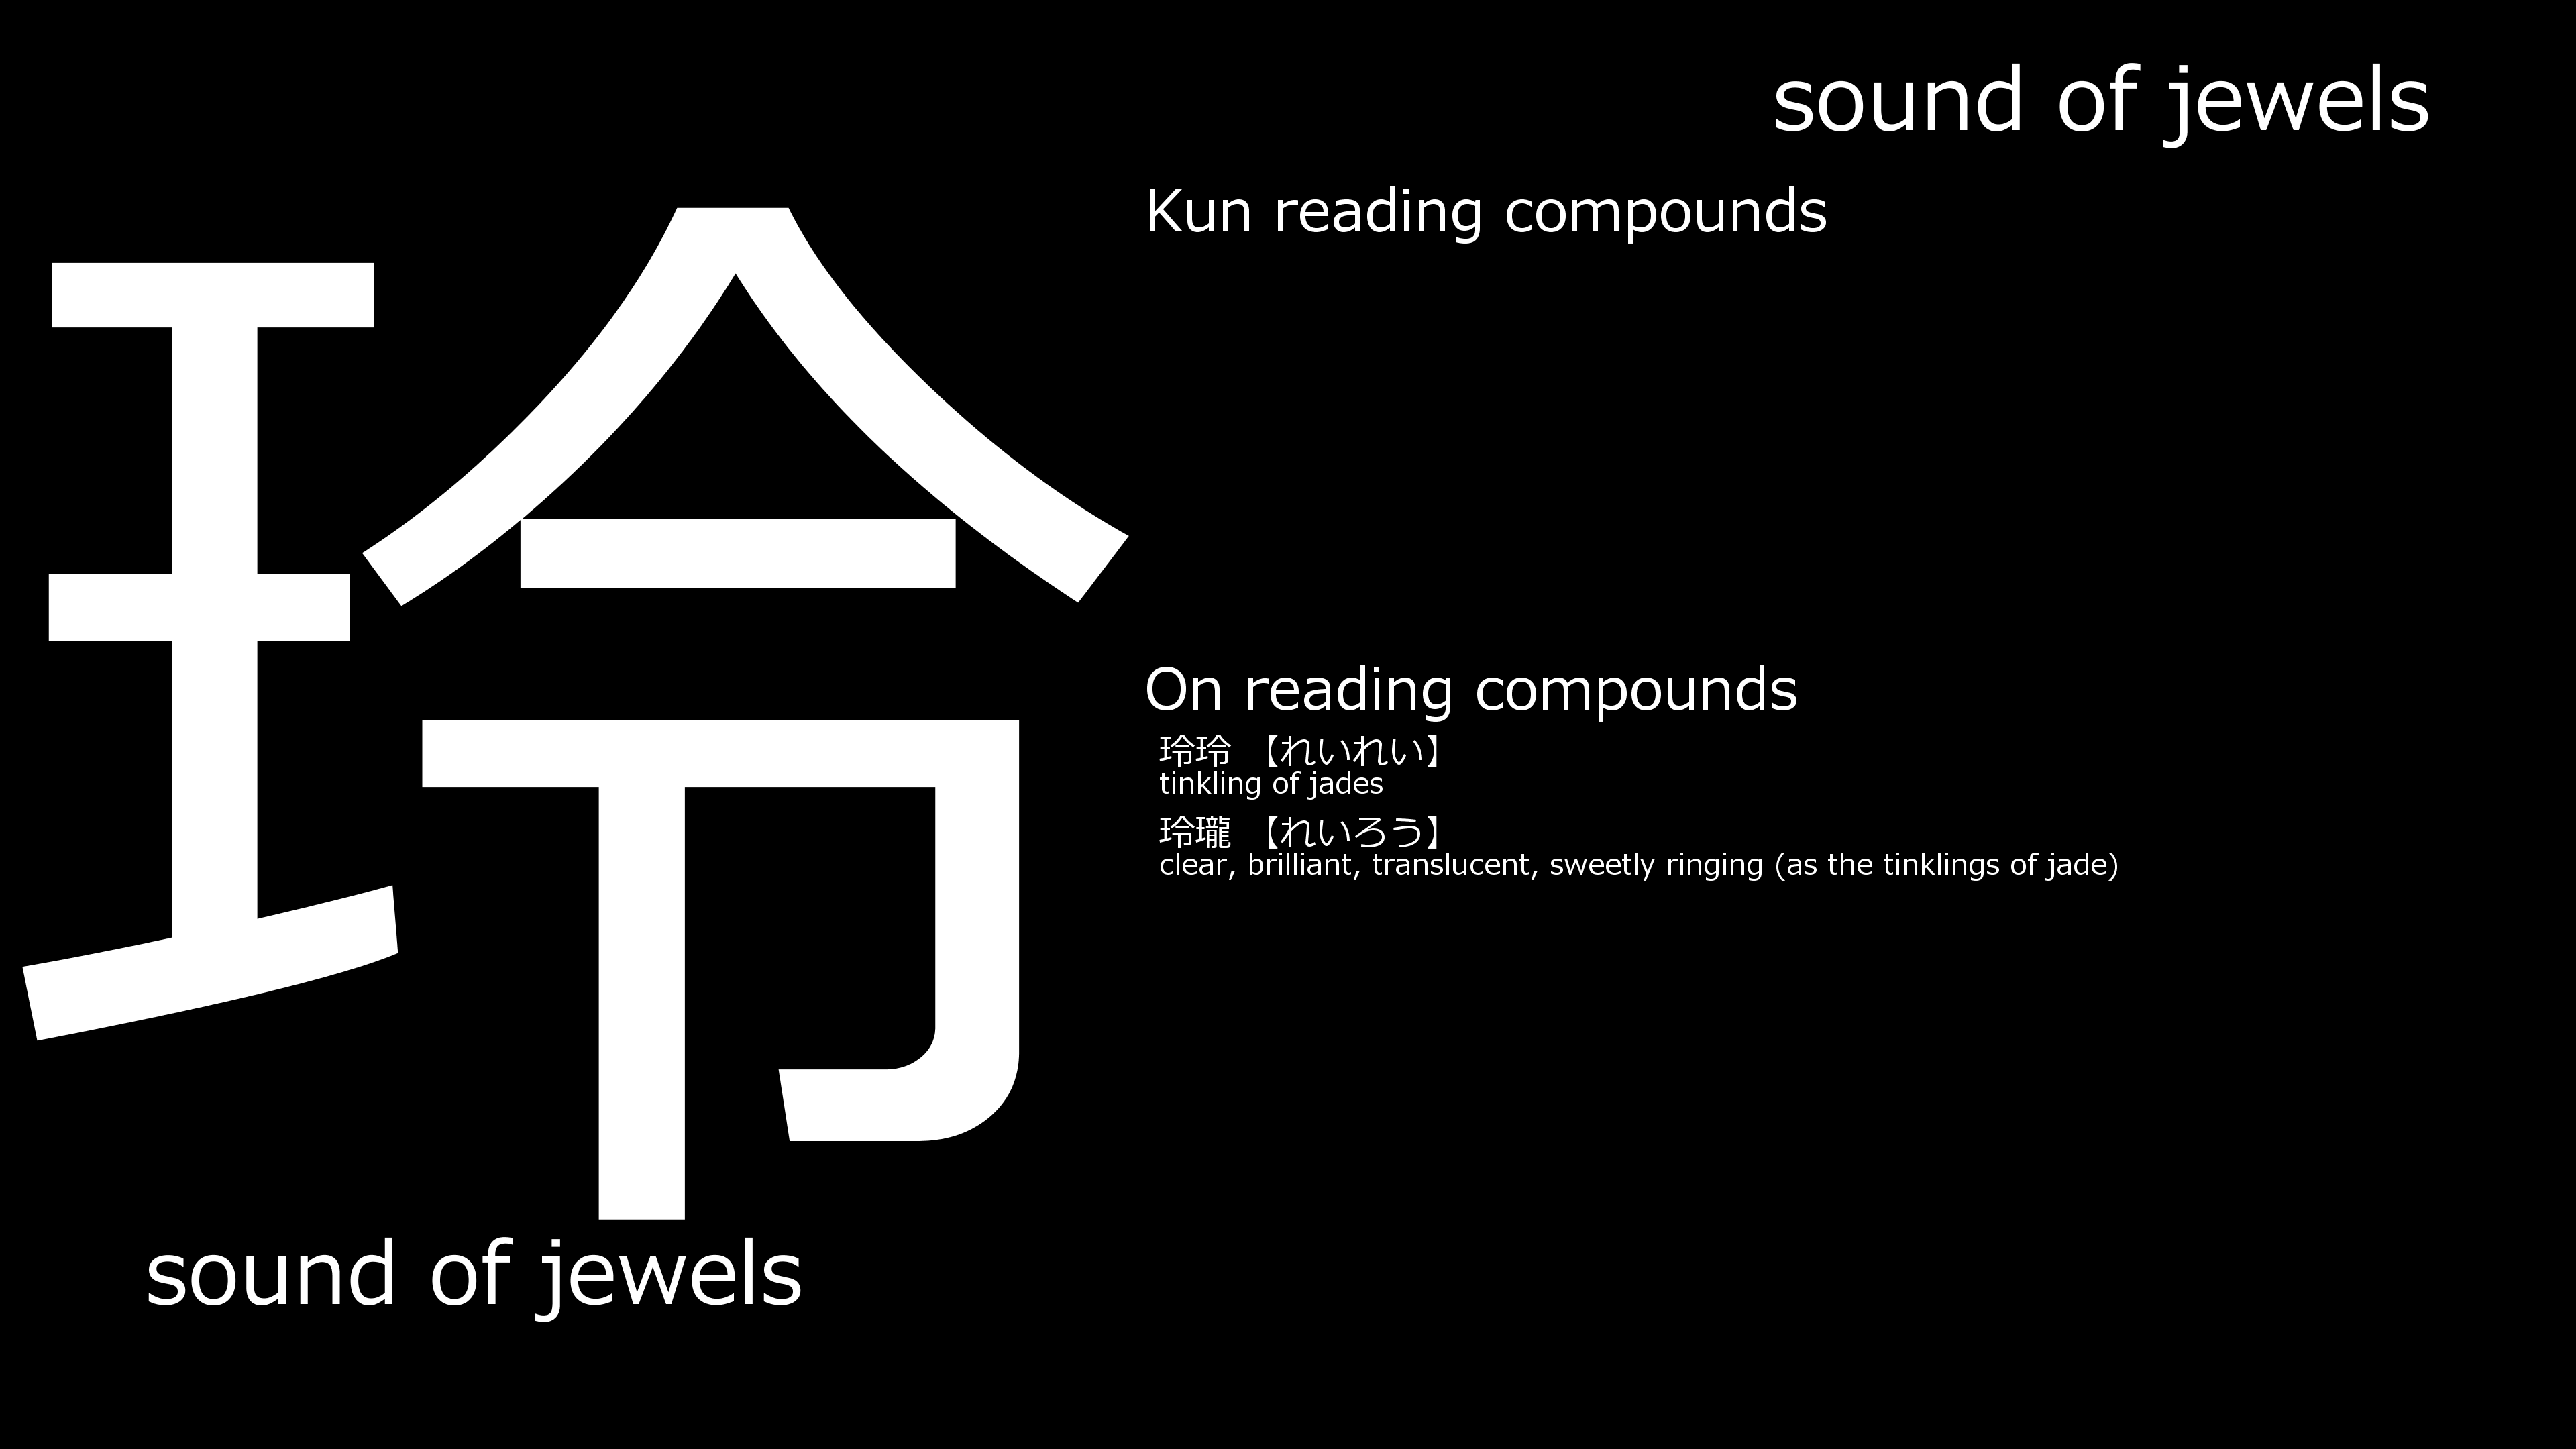 玲
sound of jewels
sound of jewels
Kun reading compounds
On reading compounds
玲玲 【れいれい】
tinkling of jades
玲瓏 【れいろう】
clear, brilliant, translucent, sweetly ringing (as the tinklings of jade)